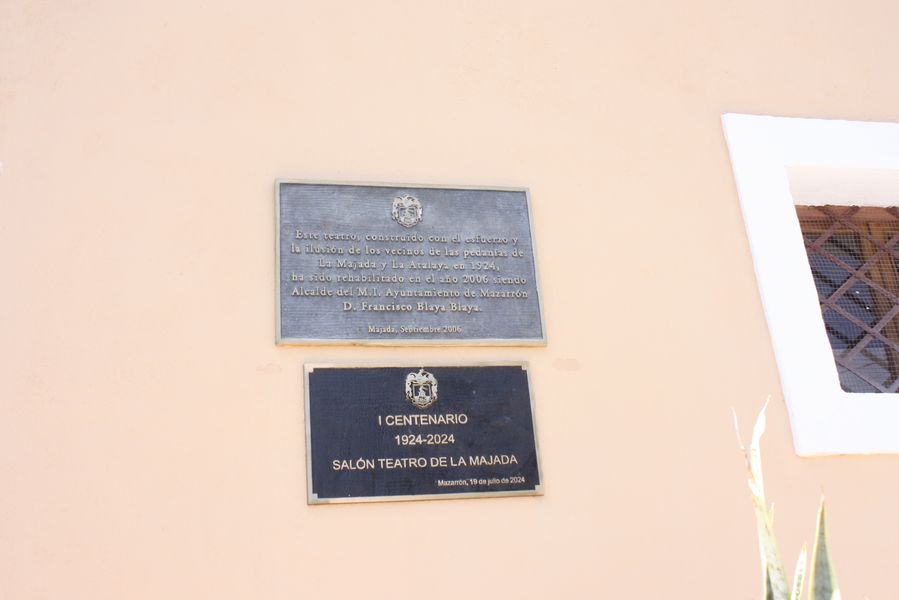 Este teatro, construido con el esfuerzo y
la ilusión de los vecinos de las pedanías de
La Majada y La Atalaya en 1924,
ha sido rehabilitado en el año 2006 siendo
Alcalde del M.I. Ayuntamiento de Mazarrón
D. Francisco Blaya Blaya.
Majada, Septiembre 2006
I CENTENARIO
1924-2024
SALÓN TEATRO DE LA MAJADA
Mazarrón, 19 de julio de 2024